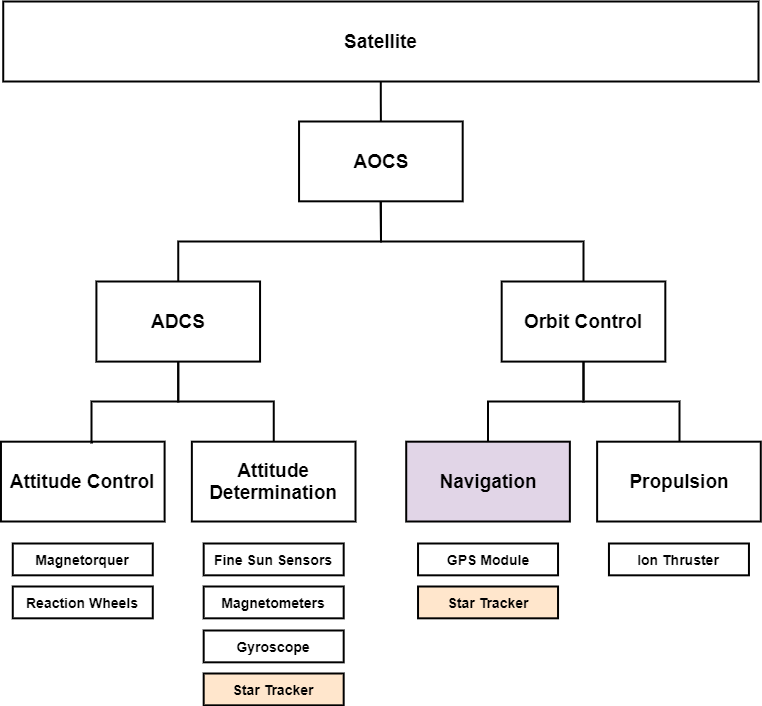 Satellite
AOCS
ADCS
Orbit Control
Attitude Control
Attitude
Determination
Navigation
Propulsion
Magnetorquer
Reaction Wheels
Fine Sun Sensors
Magnetometers
Gyroscope
Star Tracker
GPS Module
Star Tracker
Ion Thruster